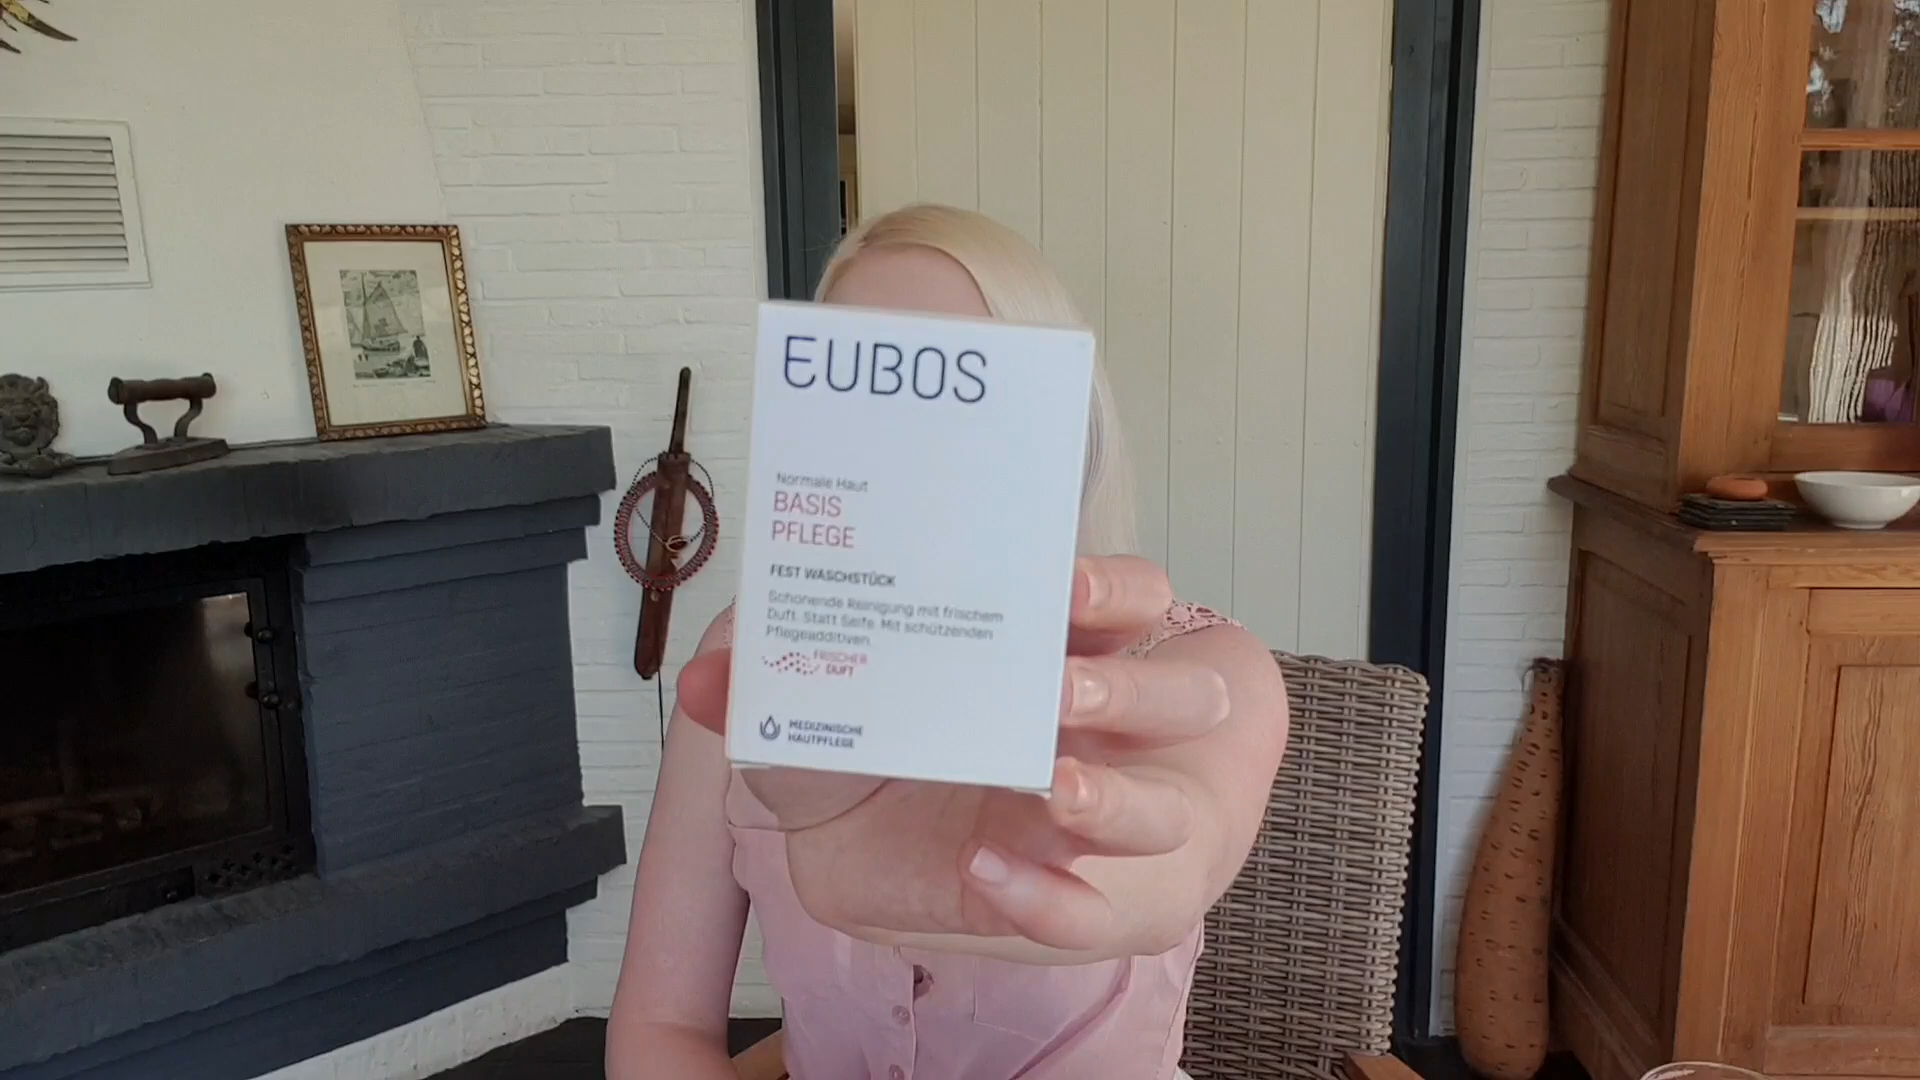 EUBOS
Normale Haut
BASIS
PFLEGE
FEST WASCHSTÜCK
Schonende Reinigung mit frischem
Duft. Statt Seife. Mit schützenden
Pflegeadditiven.
FRISCHER
DUFT
MEDIZINISCHE
HAUTPFLEGE